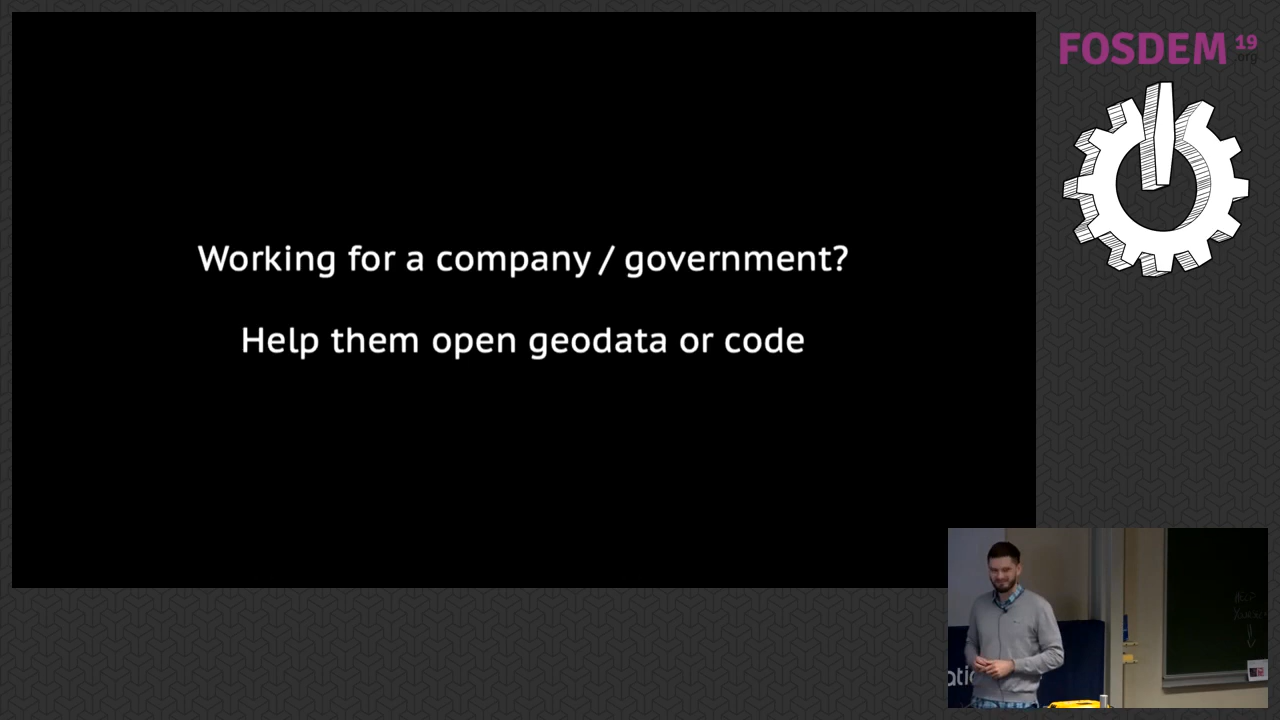 FOSDEM 19
.org
Working for a company / government?
Help them open geodata or code